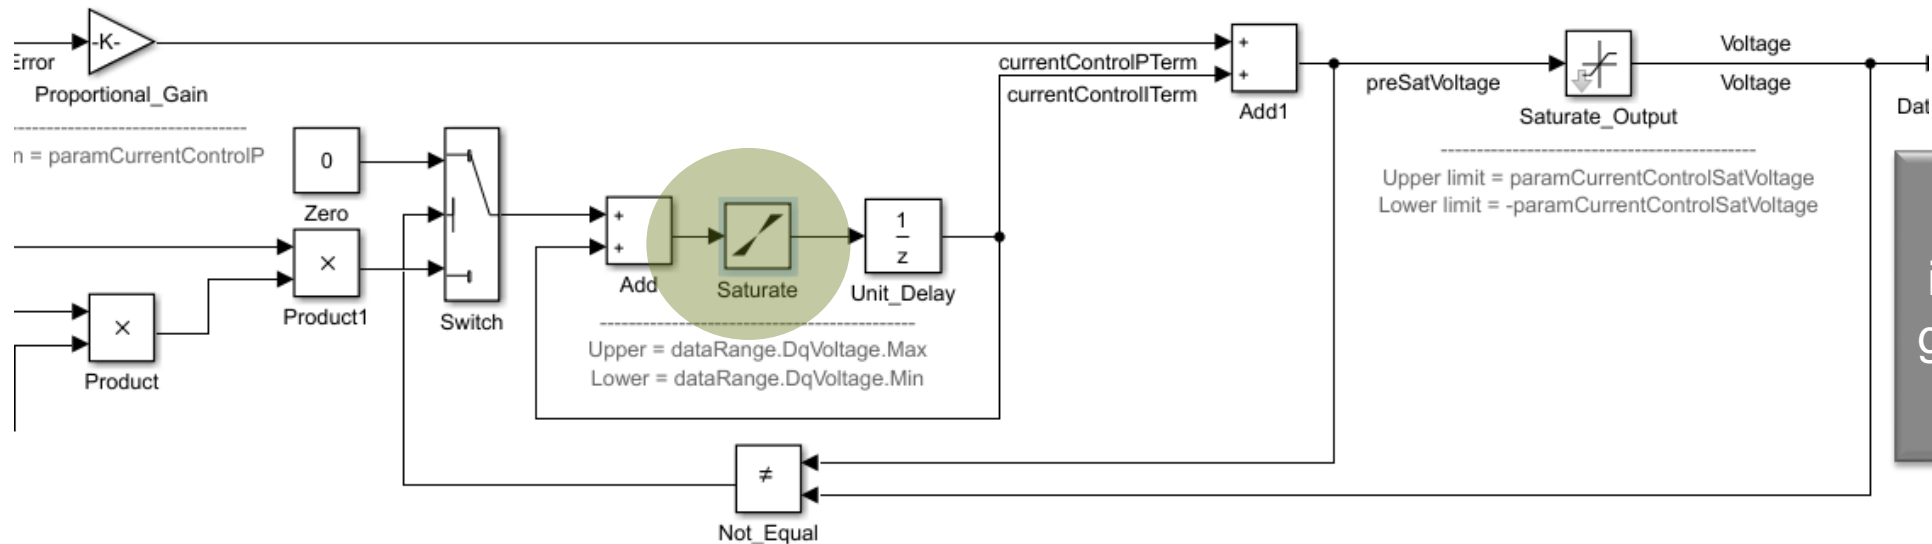 -K-
Error
Proportional_Gain
n = paramCurrentControlP
0
Zero
×
Product1
×
Product
Switch
+
+
Add
Saturate
1
z
Unit_Delay
Upper = dataRange.DqVoltage.Max
Lower = dataRange.DqVoltage.Min
≠
Not_Equal
currentControlPTerm
currentControlITerm
+
+
Add1
preSatVoltage
Saturate_Output
Upper limit = paramCurrentControlSatVoltage
Lower limit = -paramCurrentControlSatVoltage
Voltage
Voltage
Dat
g